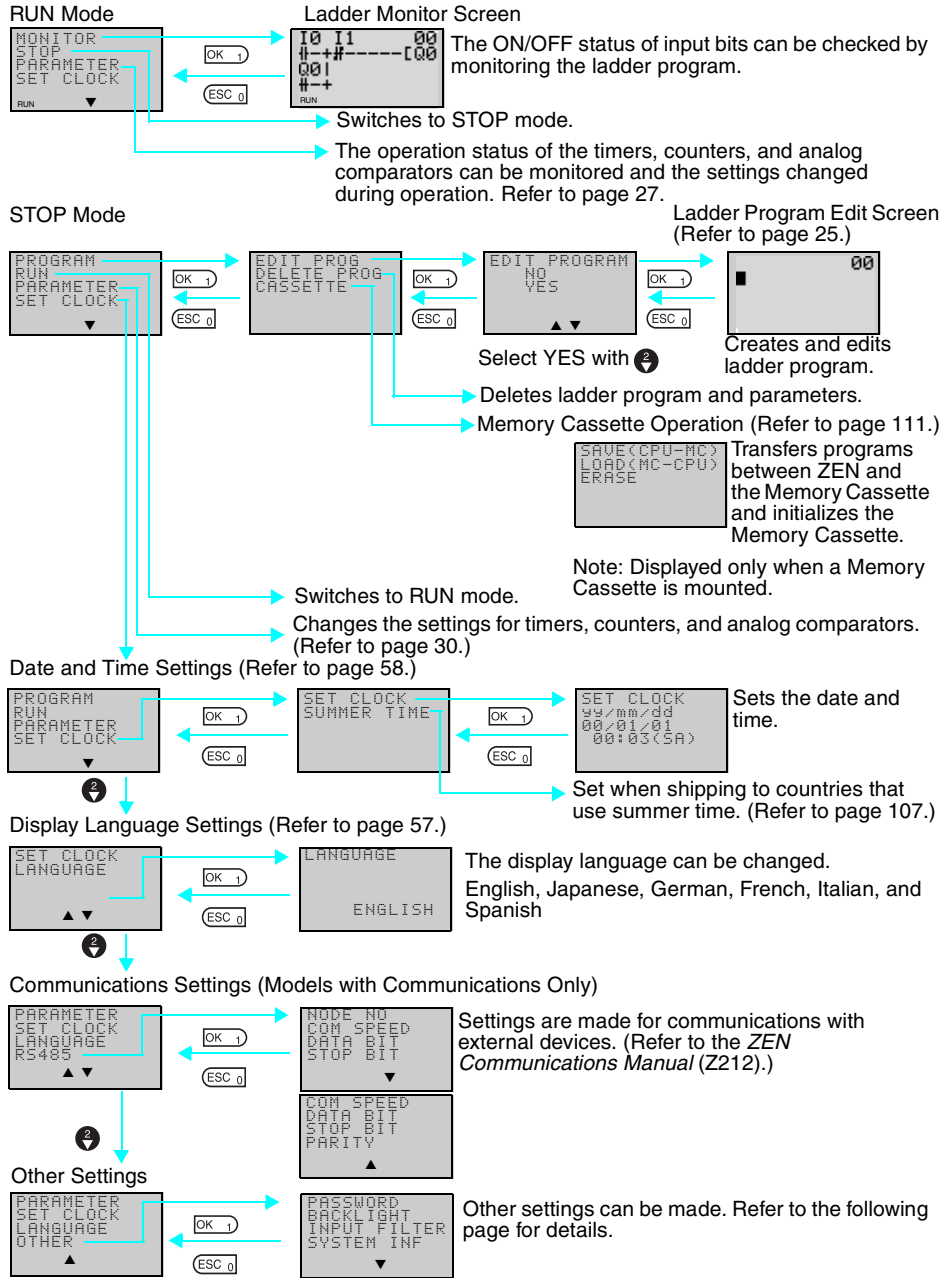 RUN Mode
Ladder Monitor Screen
MONITOR
STOP
PARAMETER
SET CLOCK
RUN ▼
OK 1
ESC 0
I0 I1 00
Q0
Q0
RUN
The ON/OFF status of input bits can be checked by
monitoring the ladder program.
Switches to STOP mode.
The operation status of the timers, counters, and analog
comparators can be monitored and the settings changed
during operation. Refer to page 27.
STOP Mode
Ladder Program Edit Screen
(Refer to page 25.)
PROGRAM
RUN
PARAMETER
SET CLOCK
▼
OK 1
ESC 0
EDIT PROG
DELETE PROG
CASSETTE
OK 1
ESC 0
EDIT PROGRAM
NO
YES
▲ ▼
OK 1
ESC 0
00
Select YES with 2
Creates and edits
ladder program.
Deletes ladder program and parameters.
Memory Cassette Operation (Refer to page 111.)
SAVE(CPU-MC)
LOAD(MC-CPU)
ERASE
Transfers programs
between ZEN and
the Memory Cassette
and initializes the
Memory Cassette.
Note: Displayed only when a Memory
Cassette is mounted.
Switches to RUN mode.
Changes the settings for timers, counters, and analog comparators.
(Refer to page 30.)
Date and Time Settings (Refer to page 58.)
PROGRAM
RUN
PARAMETER
SET CLOCK
▼
OK 1
ESC 0
SET CLOCK
SUMMER TIME
OK 1
ESC 0
SET CLOCK
yy/mm/dd
00/01/01
00:03(SA)
Sets the date and
time.
2
Set when shipping to countries that
use summer time. (Refer to page 107.)
Display Language Settings (Refer to page 57.)
SET CLOCK
LANGUAGE
▲ ▼
OK 1
ESC 0
LANGUAGE
ENGLISH
The display language can be changed.
English, Japanese, German, French, Italian, and
Spanish
2
Communications Settings (Models with Communications Only)
PARAMETER
SET CLOCK
LANGUAGE
RS485
▲ ▼
OK 1
ESC 0
NODE NO
COM SPEED
DATA BIT
STOP BIT
▼
Settings are made for communications with
external devices. (Refer to the ZEN
Communications Manual (Z212).)
COM SPEED
DATA BIT
STOP BIT
PARITY
▲
2
Other Settings
PARAMETER
SET CLOCK
LANGUAGE
OTHER
▲
OK 1
ESC 0
PASSWORD
BACKLIGHT
INPUT FILTER
SYSTEM INF
▼
Other settings can be made. Refer to the following
page for details.